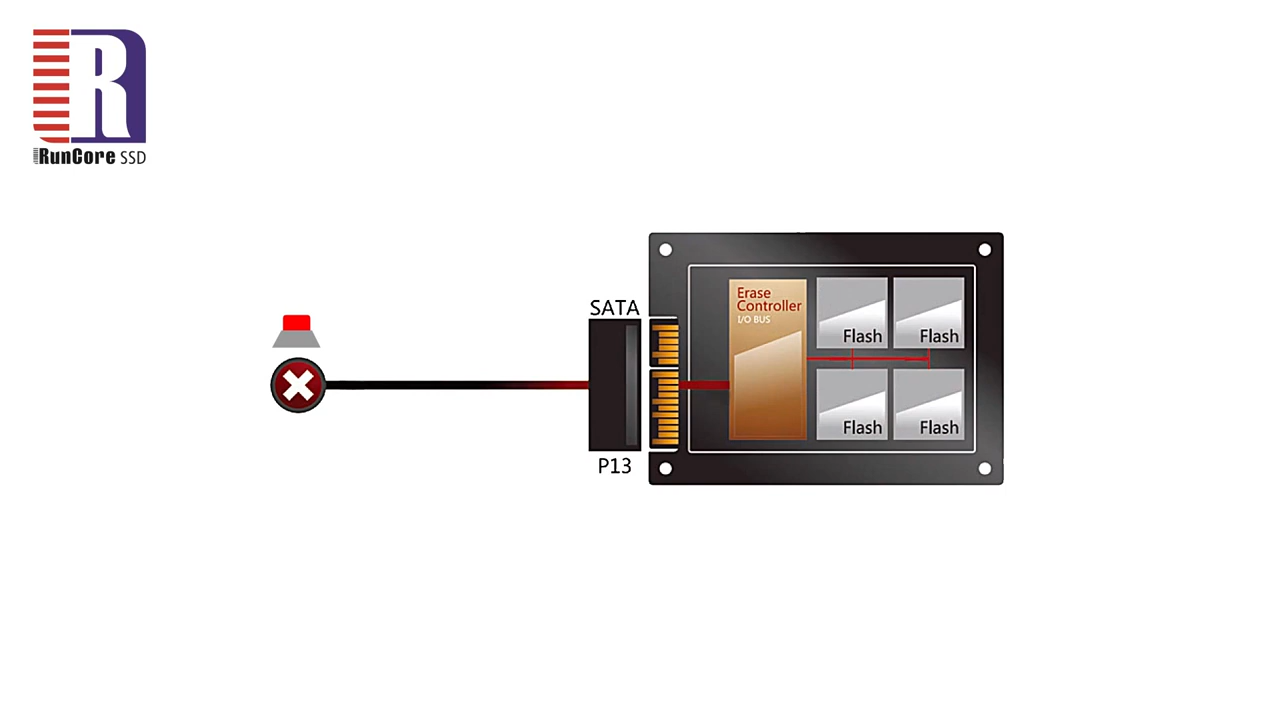 R
RunCore SSD
SATA
P13
Erase
Controller
I/O BUS
Flash
Flash
Flash
Flash